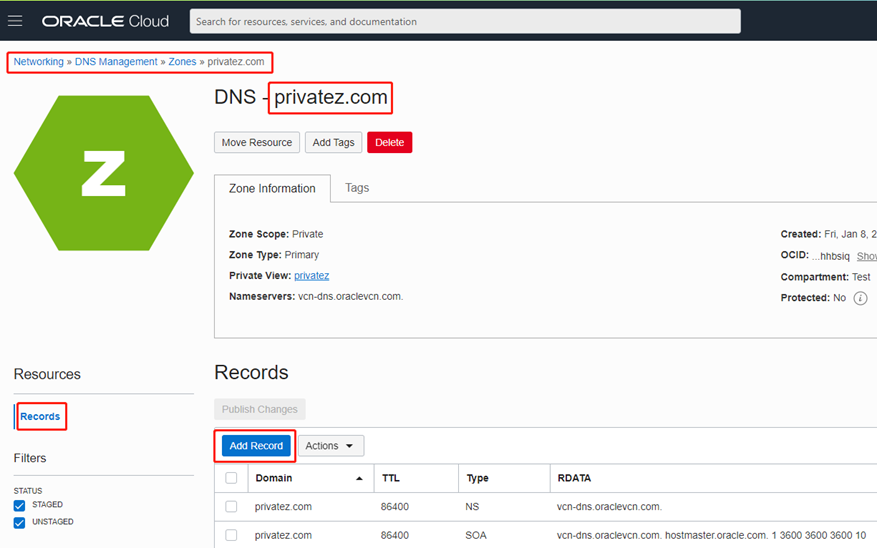 ORACLE Cloud
Search for resources, services, and documentation
Networking » DNS Management » Zones » privatez.com
z
DNS - privatez.com
Move Resource Add Tags Delete
Zone Information Tags
Zone Scope: Private
Zone Type: Primary
Private View: privatez
Nameservers: vcn-dns.oraclevcn.com.
Created: Fri, Jan 8, 2
OCID: ...hhbsiq Show
Compartment: Test
Protected: No i
Resources
Records
Filters
STATUS
STAGED
UNSTAGED
Records
Publish Changes
Add Record Actions
Domain TTL Type RDATA
privatez.com 86400 NS vcn-dns.oraclevcn.com.
privatez.com 86400 SOA vcn-dns.oraclevcn.com. hostmaster.oracle.com. 1 3600 3600 3600 10